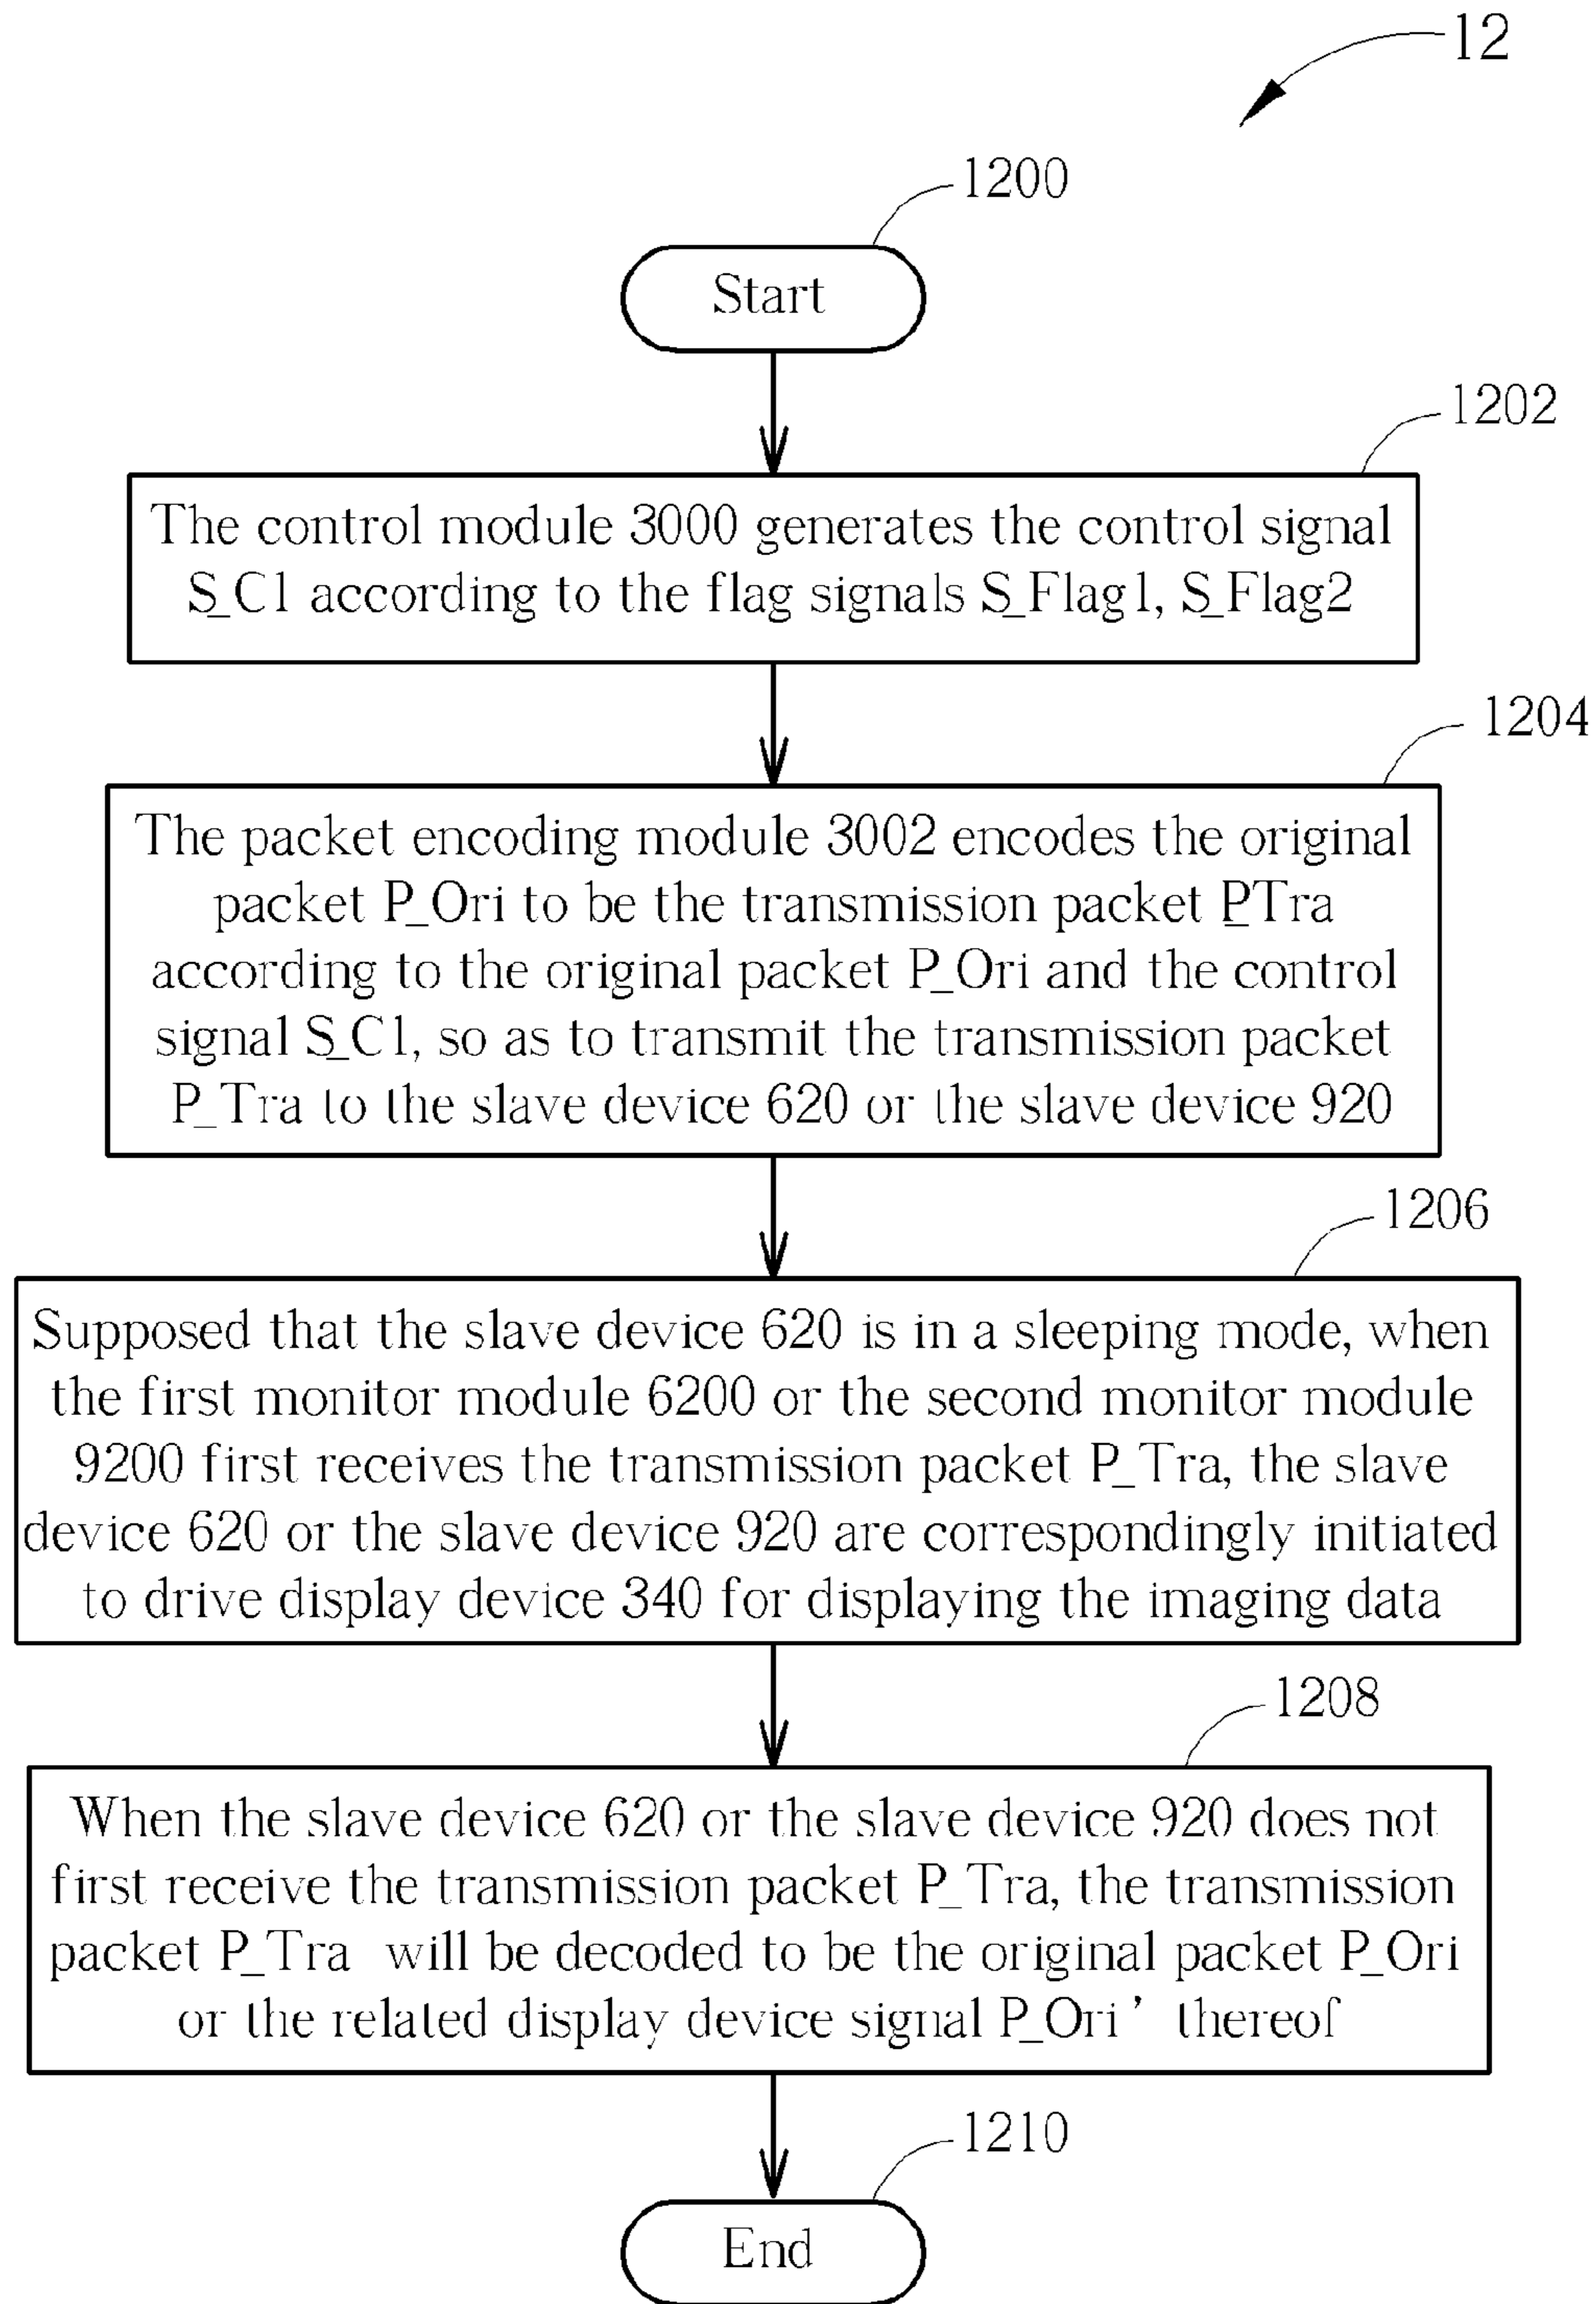 12
1200
Start
1202
The control module 3000 generates the control signal
S_C1 according to the flag signals S_Flag1, S_Flag2
1204
The packet encoding module 3002 encodes the original
packet P_Ori to be the transmission packet P_Tra
according to the original packet P_Ori and the control
signal S_C1, so as to transmit the transmission packet
P_Tra to the slave device 620 or the slave device 920
1206
Supposed that the slave device 620 is in a sleeping mode, when
the first monitor module 6200 or the second monitor module
9200 first receives the transmission packet P_Tra, the slave
device 620 or the slave device 920 are correspondingly initiated
to drive display device 340 for displaying the imaging data
1208
When the slave device 620 or the slave device 920 does not
first receive the transmission packet P_Tra, the transmission
packet P_Tra will be decoded to be the original packet P_Ori
or the related display device signal P_Ori’ thereof
1210
End